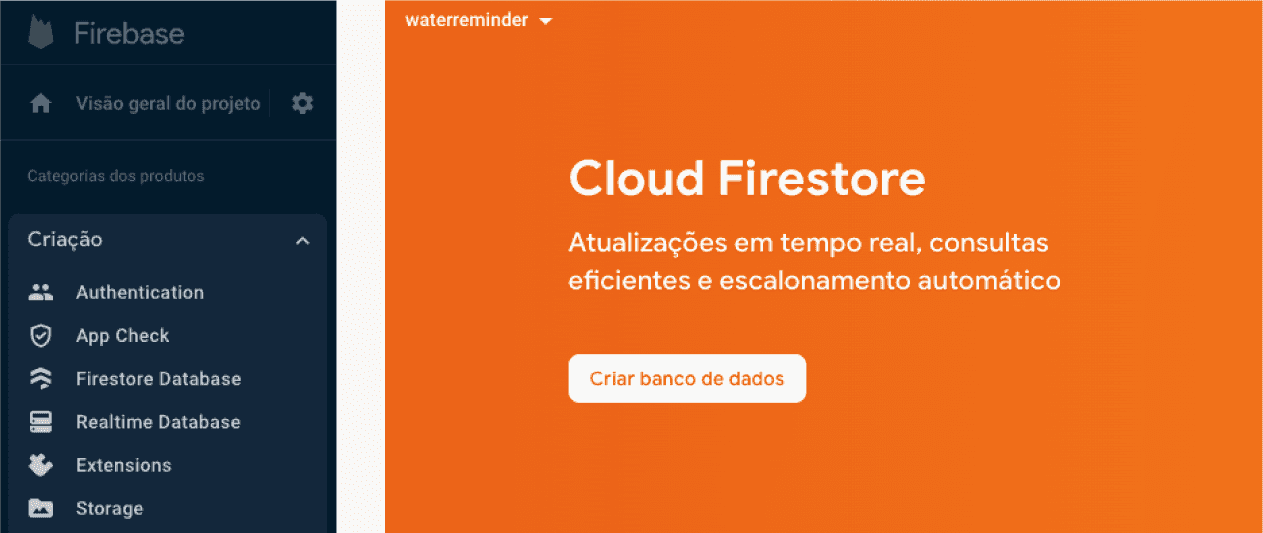 Firebase
Visão geral do projeto
Categorias dos produtos
Criação
Authentication
App Check
Firestore Database
Realtime Database
Extensions
Storage
waterreminder
Cloud Firestore
Atualizações em tempo real, consultas
eficientes e escalonamento automático
Criar banco de dados